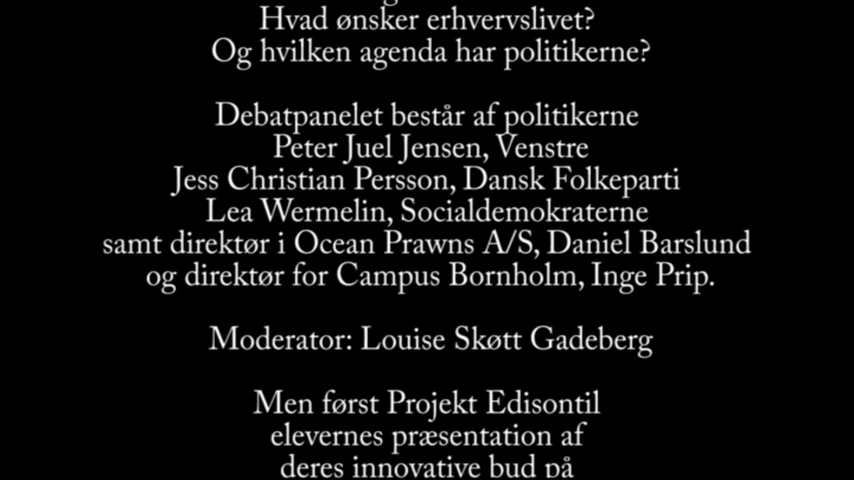 Hvad ønsker erhvervslivet?
Og hvilken agenda har politikerne?
Debatpanelet består af politikerne
Peter Juel Jensen, Venstre
Jess Christian Persson, Dansk Folkeparti
Lea Wermelin, Socialdemokraterne
samt direktør i Ocean Prawns A/S, Daniel Barslund
og direktør for Campus Bornholm, Inge Prip.
Moderator: Louise Skøtt Gadeberg
Men først Projekt Edisontil
elevernes præsentation af
deres innovative bud på